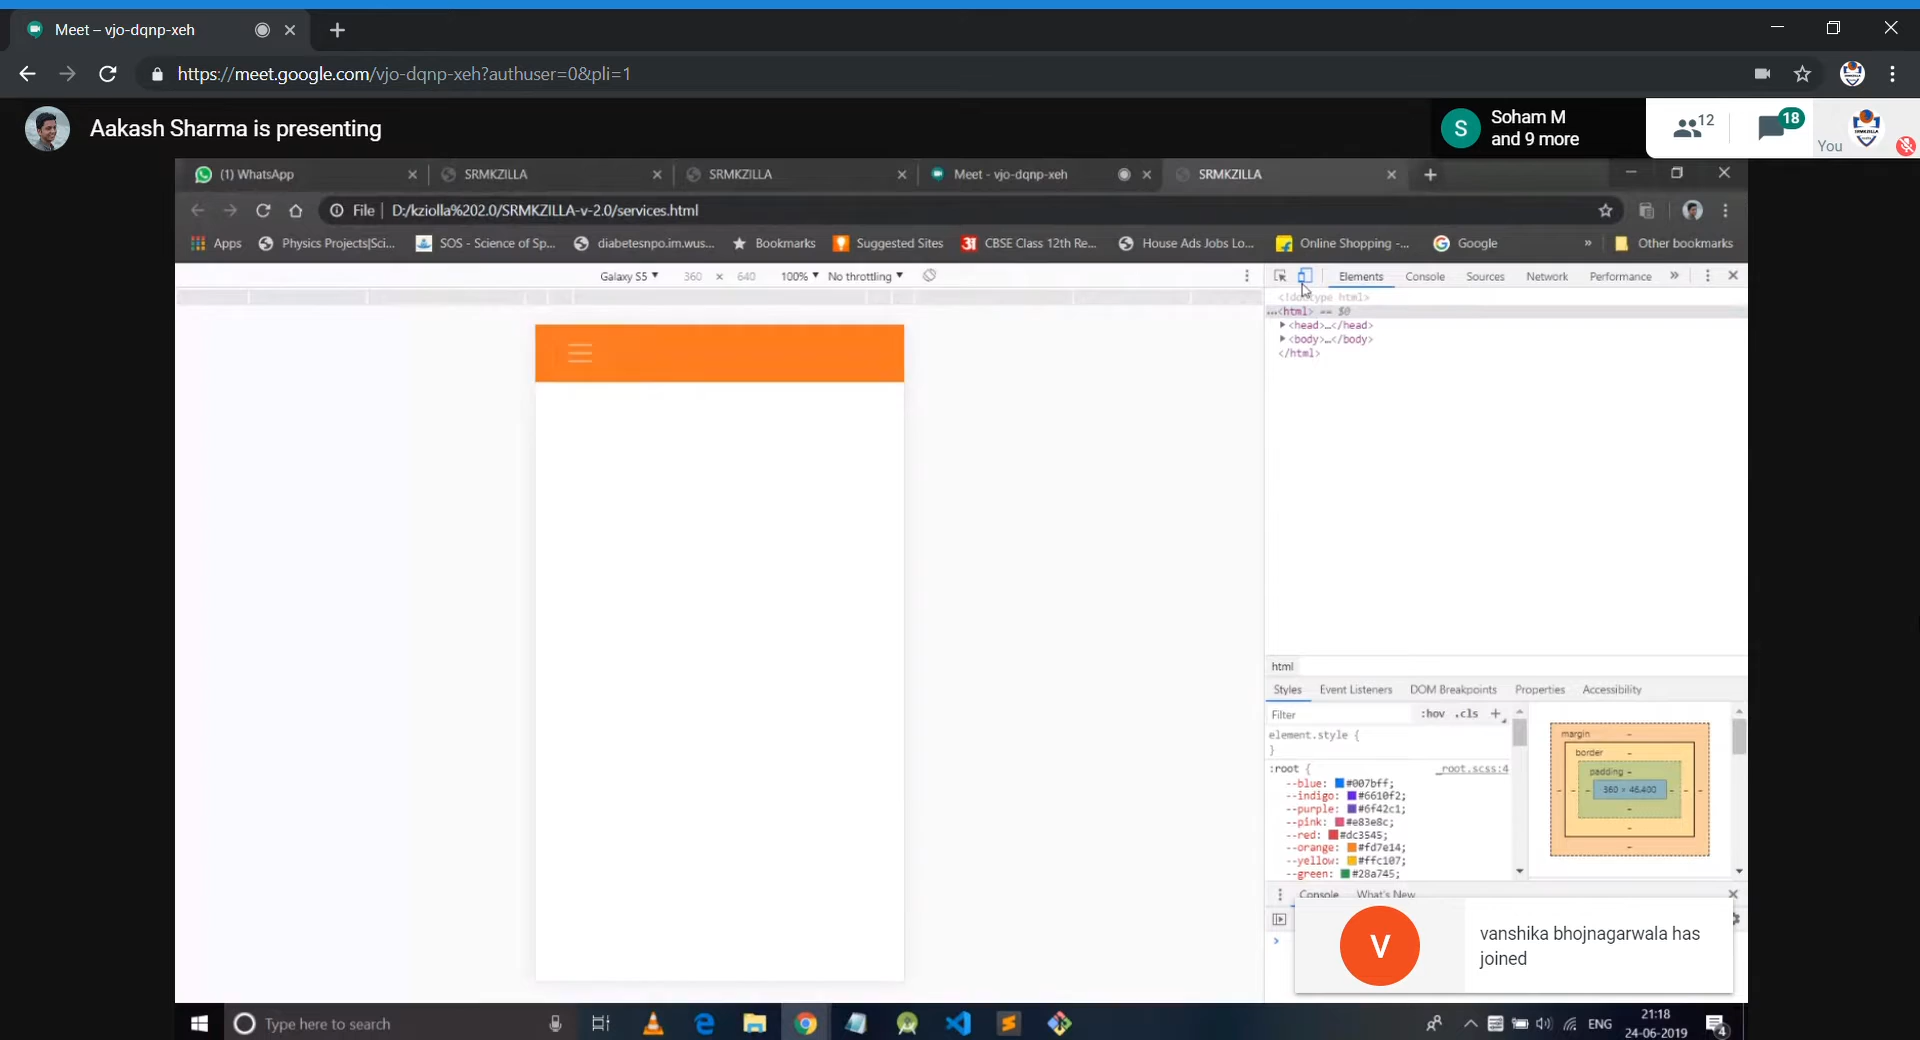 Meet – vjo-dqnp-xeh
https://meet.google.com/vjo-dqnp-xeh?authuser=0&pli=1
Aakash Sharma is presenting
S
Soham M
and 9 more
12
18
You
(1) WhatsApp
SRMKZILLA
SRMKZILLA
Meet - vjo-dqnp-xeh
SRMKZILLA
File
D:/kziolla%202.0/SRMKZILLA-v-2.0/services.html
Apps
Physics Projects|Sci...
SOS - Science of Sp...
diabetesnpo.im.wus...
Bookmarks
Suggested Sites
31
CBSE Class 12th Re...
House Ads Jobs Lo...
Online Shopping -...
Google
»
Other bookmarks
Galaxy S5
360
×
640
100%
No throttling
Elements
Console
Sources
Network
Performance
»
<!doctype html>
...<html> == $0
<head>…</head>
<body>…</body>
</html>
html
Styles
Event Listeners
DOM Breakpoints
Properties
Accessibility
Filter
:hov
.cls
+
element.style {
}
:root {
_root.scss:4
--blue: #007bff;
--indigo: #6610f2;
--purple: #6f42c1;
--pink: #e83e8c;
--red: #dc3545;
--orange: #fd7e14;
--yellow: #ffc107;
--green: #28a745;
margin
-
border
-
padding -
360 × 46.400
Console
What's New
V
vanshika bhojnagarwala has
joined
Type here to search
ENG
21:18
24-06-2019
4